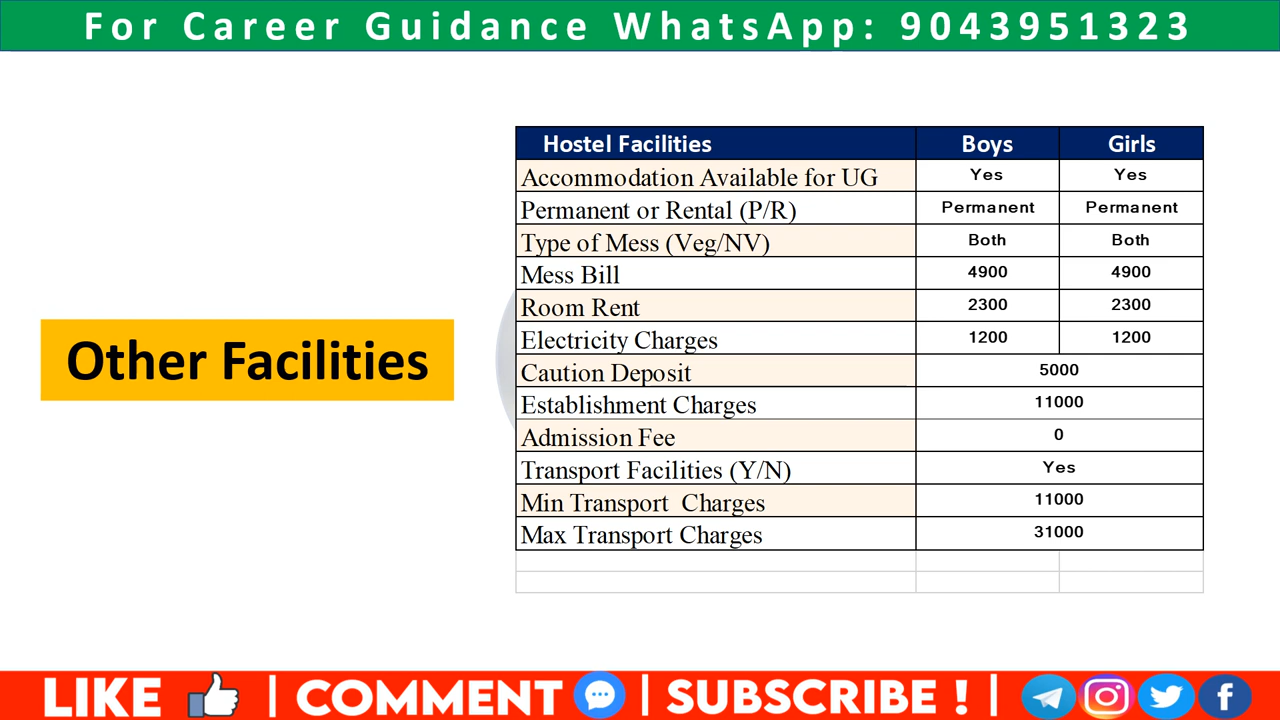 For Career Guidance WhatsApp: 9043951323
Other Facilities
Hostel Facilities Boys Girls
Accommodation Available for UG Yes Yes
Permanent or Rental (P/R) Permanent Permanent
Type of Mess (Veg/NV) Both Both
Mess Bill 4900 4900
Room Rent 2300 2300
Electricity Charges 1200 1200
Caution Deposit 5000
Establishment Charges 11000
Admission Fee 0
Transport Facilities (Y/N) Yes
Min Transport Charges 11000
Max Transport Charges 31000
LIKE | COMMENT | SUBSCRIBE ! |